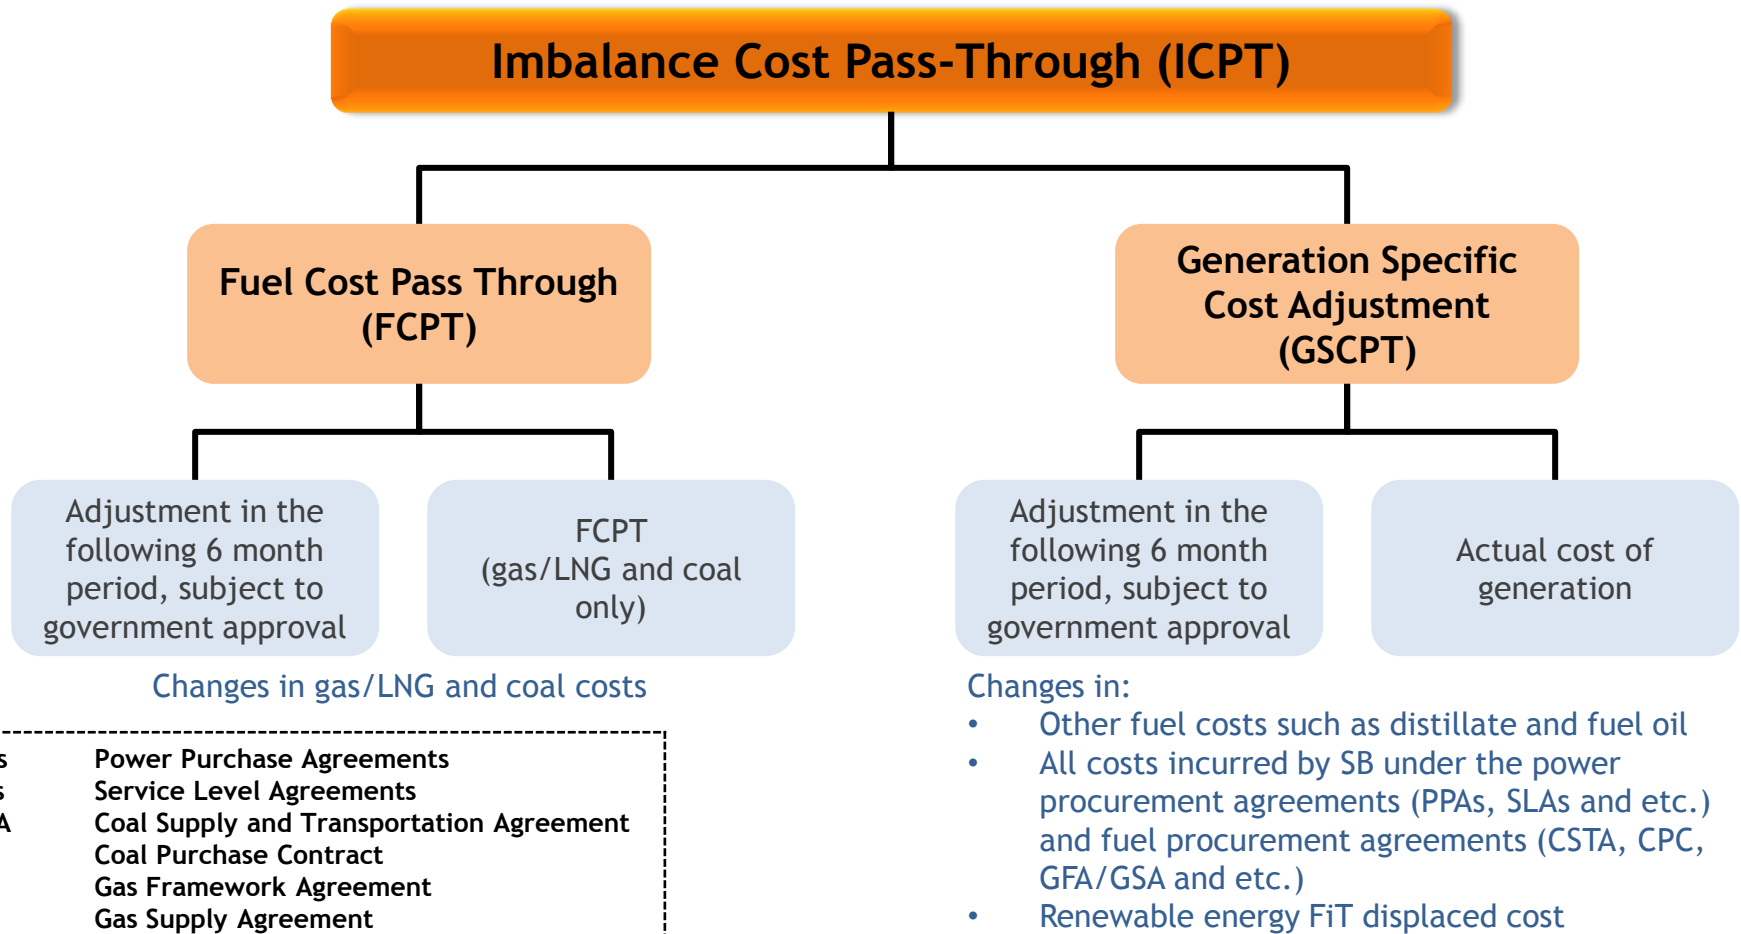 Imbalance Cost Pass-Through (ICPT)
Fuel Cost Pass Through
(FCPT)
Generation Specific
Cost Adjustment
(GSCPT)
Adjustment in the
following 6 month
period, subject to
government approval
FCPT
(gas/LNG and coal
only)
Adjustment in the
following 6 month
period, subject to
government approval
Actual cost of
generation
Changes in gas/LNG and coal costs
Power Purchase Agreements
Service Level Agreements
Coal Supply and Transportation Agreement
Coal Purchase Contract
Gas Framework Agreement
Gas Supply Agreement
Changes in:
• Other fuel costs such as distillate and fuel oil
• All costs incurred by SB under the power
procurement agreements (PPAs, SLAs and etc.)
and fuel procurement agreements (CSTA, CPC,
GFA/GSA and etc.)
• Renewable energy FiT displaced cost